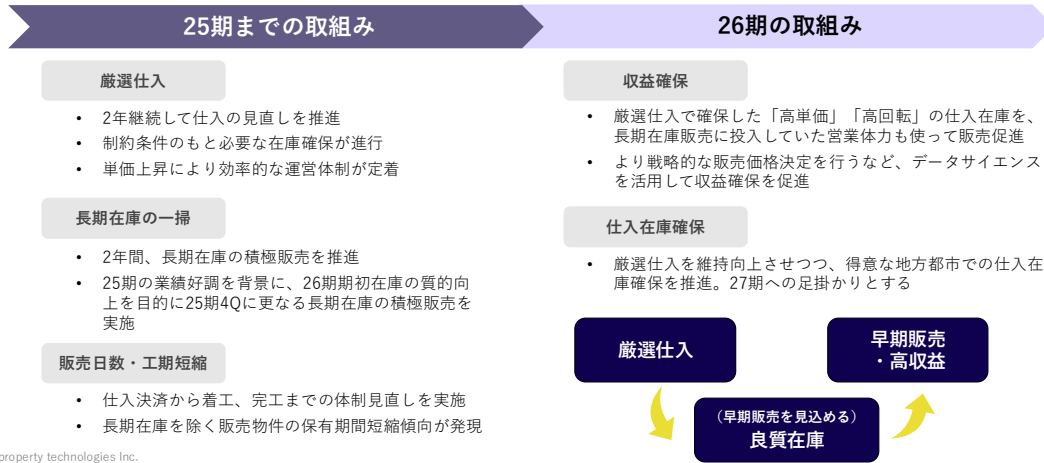 25期までの取組み
厳選仕入
• 2年継続して仕入の見直しを推進
• 制約条件のもと必要な在庫確保が進行
• 単価上昇により効率的な運営体制が定着
長期在庫の一掃
• 2年間、長期在庫の積極販売を推進
• 25期の業績好調を背景に、26期期初在庫の質的向
上を目的に25期4Qに更なる長期在庫の積極販売を
実施
販売日数・工期短縮
• 仕入決済から着工、完工までの体制見直しを実施
• 長期在庫を除く販売物件の保有期間短縮傾向が発現
26期の取組み
収益確保
• 厳選仕入で確保した「高単価」「高回転」の仕入在庫を、
長期在庫販売に投入していた営業体力も使って販売促進
• より戦略的な販売価格決定を行うなど、データサイエンス
を活用して収益確保を促進
仕入在庫確保
• 厳選仕入を維持向上させつつ、得意な地方都市での仕入在
庫確保を推進。27期への足掛かりとする
厳選仕入
早期販売
・高収益
（早期販売を見込める）
良質在庫
property technologies Inc.